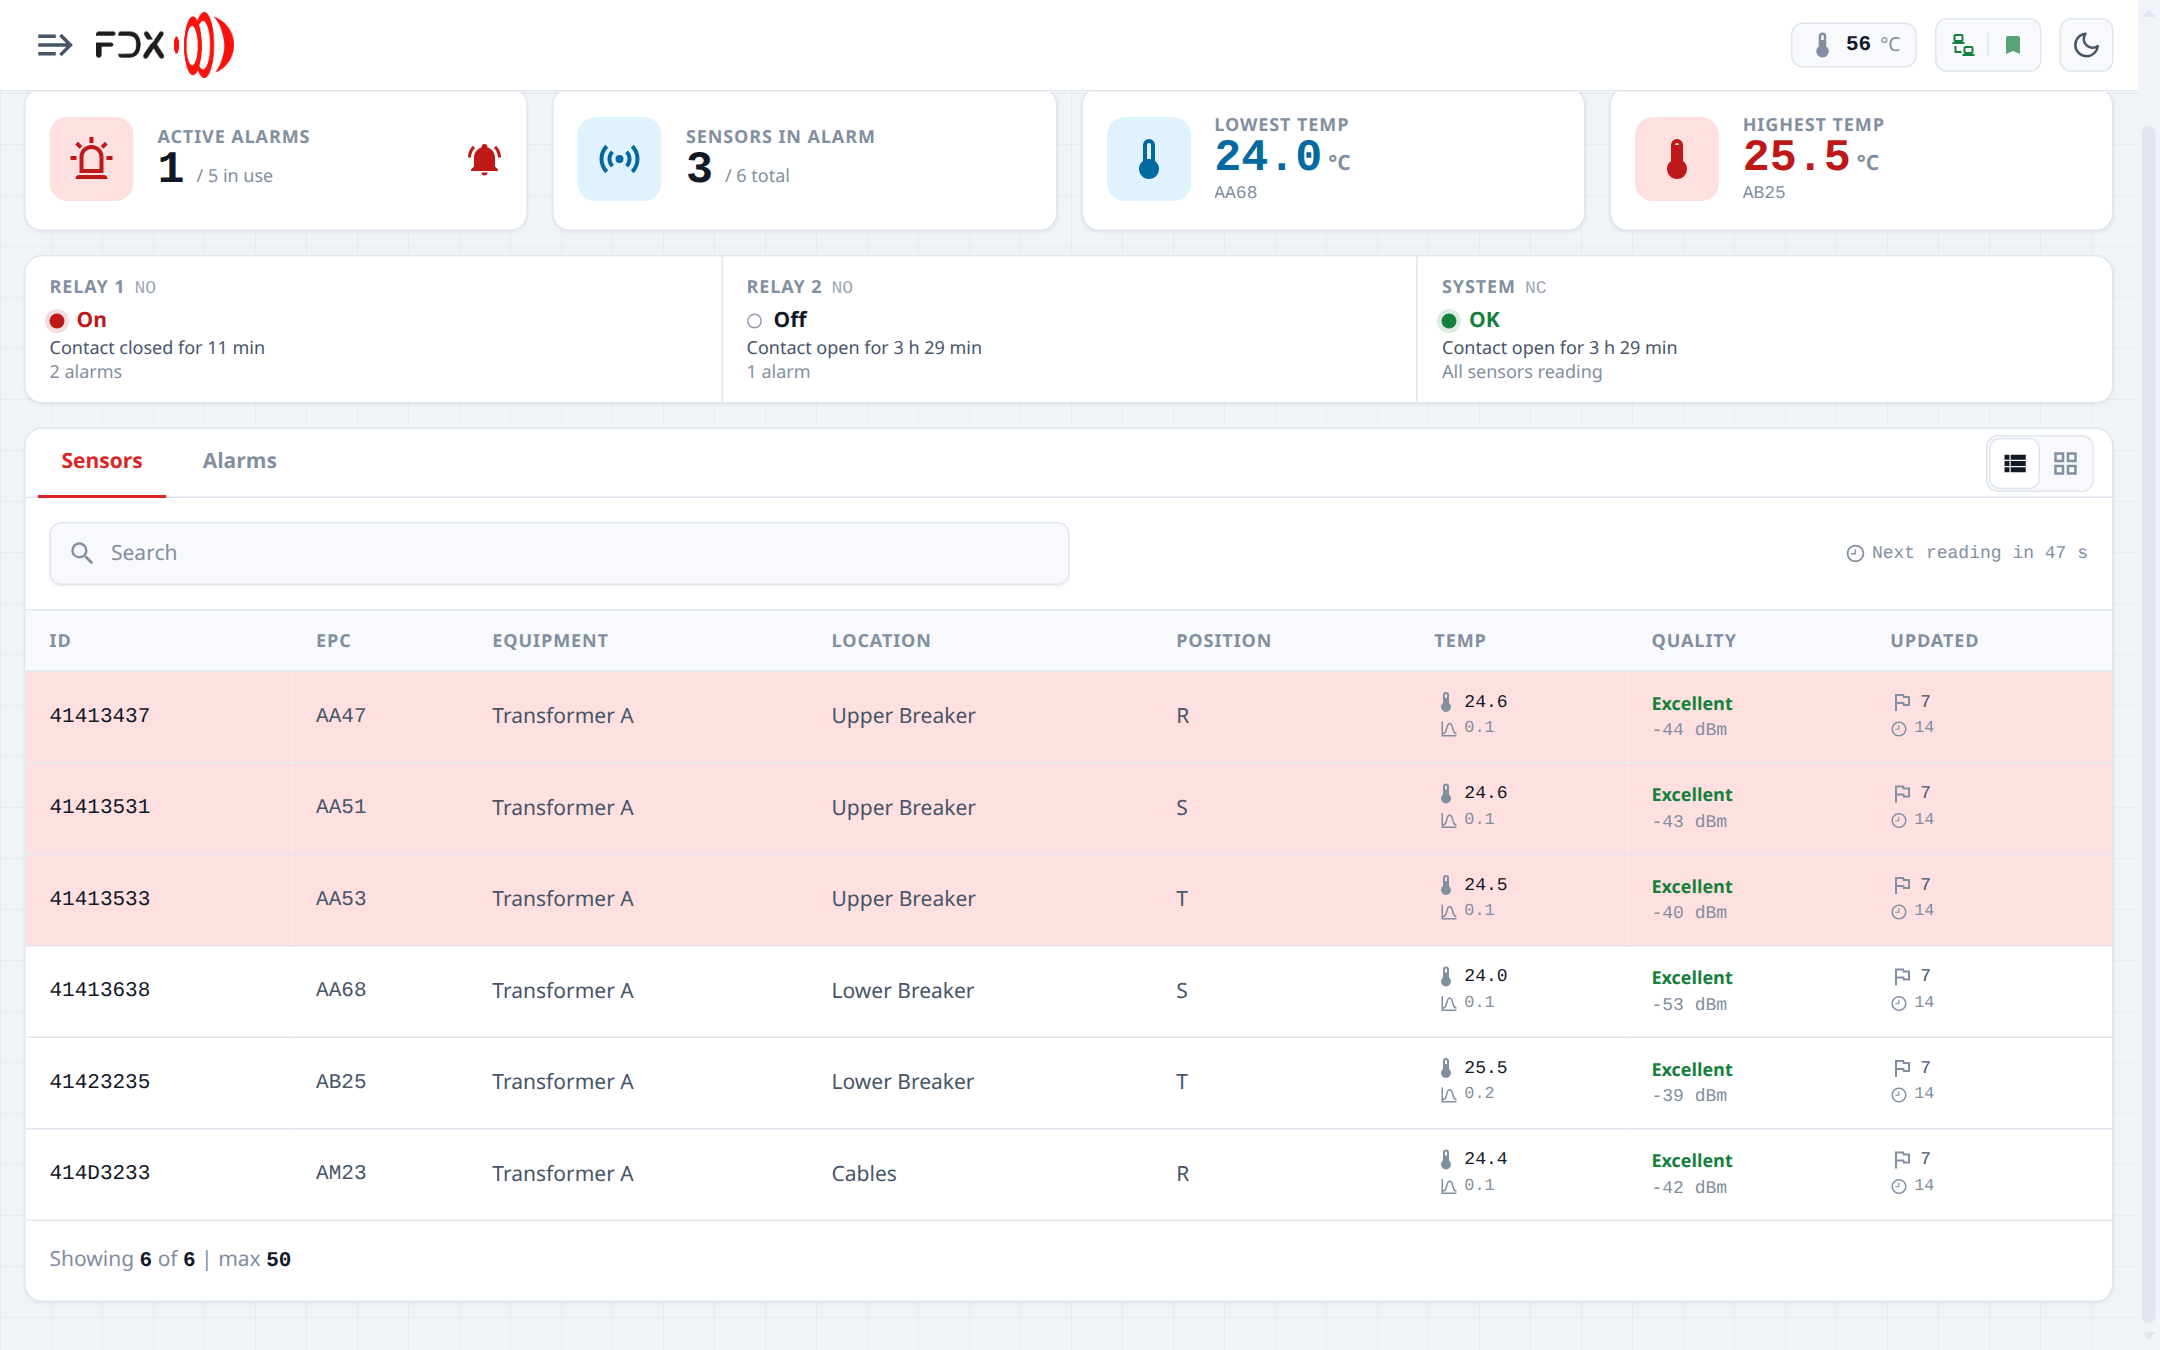 FDX
56 °C
ACTIVE ALARMS
1 / 5 in use
SENSORS IN ALARM
3 / 6 total
LOWEST TEMP
24.0 °C
AA68
HIGHEST TEMP
25.5 °C
AB25
RELAY 1 NO
On
Contact closed for 11 min
2 alarms
RELAY 2 NO
Off
Contact open for 3 h 29 min
1 alarm
SYSTEM NC
OK
Contact open for 3 h 29 min
All sensors reading
Sensors Alarms
Search
Next reading in 47 s
ID EPC EQUIPMENT LOCATION POSITION TEMP QUALITY UPDATED
41413437 AA47 Transformer A Upper Breaker R 24.6 Excellent 7
0.1 -44 dBm 14
41413531 AA51 Transformer A Upper Breaker S 24.6 Excellent 7
0.1 -43 dBm 14
41413533 AA53 Transformer A Upper Breaker T 24.5 Excellent 7
0.1 -40 dBm 14
41413638 AA68 Transformer A Lower Breaker S 24.0 Excellent 7
0.1 -53 dBm 14
41423235 AB25 Transformer A Lower Breaker T 25.5 Excellent 7
0.2 -39 dBm 14
414D3233 AM23 Transformer A Cables R 24.4 Excellent 7
0.1 -42 dBm 14
Showing 6 of 6 | max 50